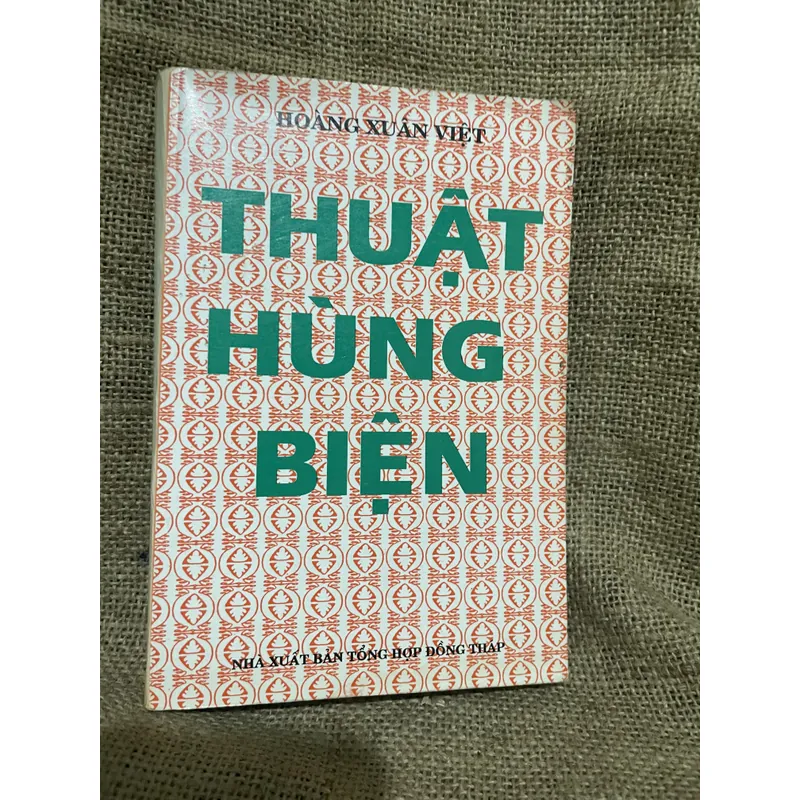 HOÀNG XUÂN VIỆT
THUẬT
HÙNG
BIỆN
NHÀ XUẤT BẢN TỔNG HỢP ĐỒNG THÁP